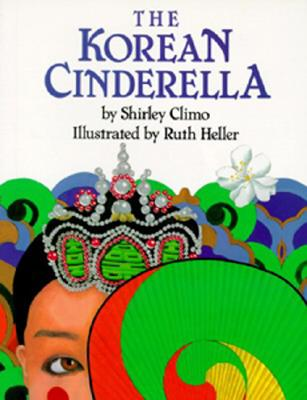 THE
KOREAN
CINDERELLA
by Shirley Climo
Illustrated by Ruth Heller